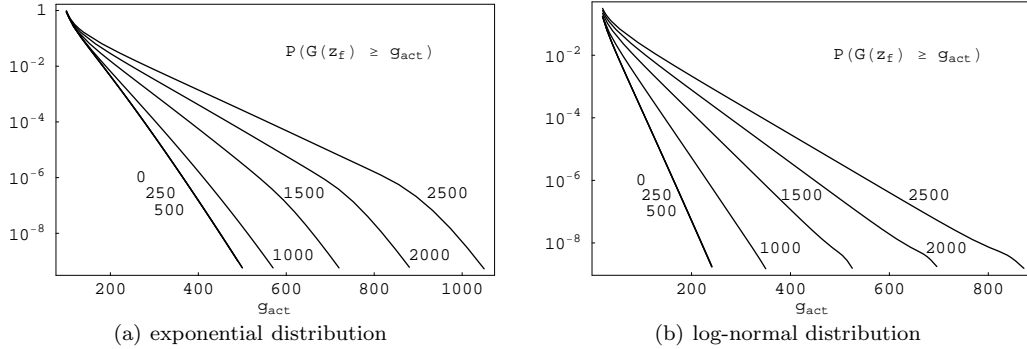 1
10^{-2}
10^{-4}
10^{-6}
10^{-8}
P(G(z_f) ≥ g_act)
0
250
500
1000
1500
2000
2500
200 400 600 800 1000
g_act
(a) exponential distribution
10^{-2}
10^{-4}
10^{-6}
10^{-8}
P(G(z_f) ≥ g_act)
0
250
500
1000
1500
2000
2500
200 400 600 800
g_act
(b) log-normal distribution